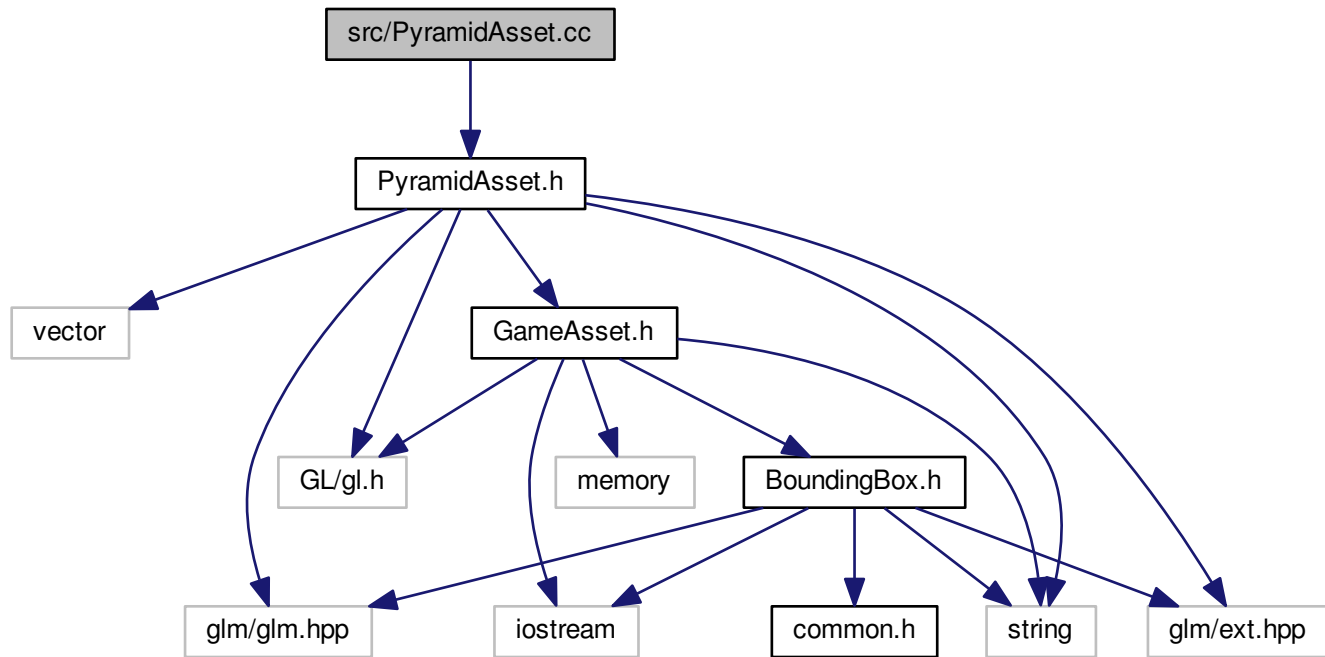 src/PyramidAsset.cc
PyramidAsset.h
vector
GameAsset.h
GL/gl.h
memory
BoundingBox.h
glm/glm.hpp
iostream
common.h
string
glm/ext.hpp